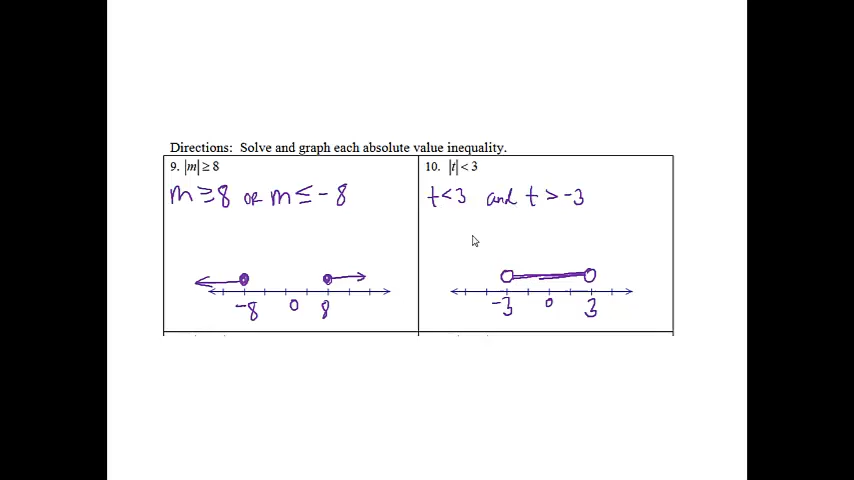 Directions: Solve and graph each absolute value inequality.
9. |m| ≥ 8
m ≥ 8 OR m ≤ -8
-8 0 8
10. |t| < 3
t < 3 and t > -3
-3 0 3